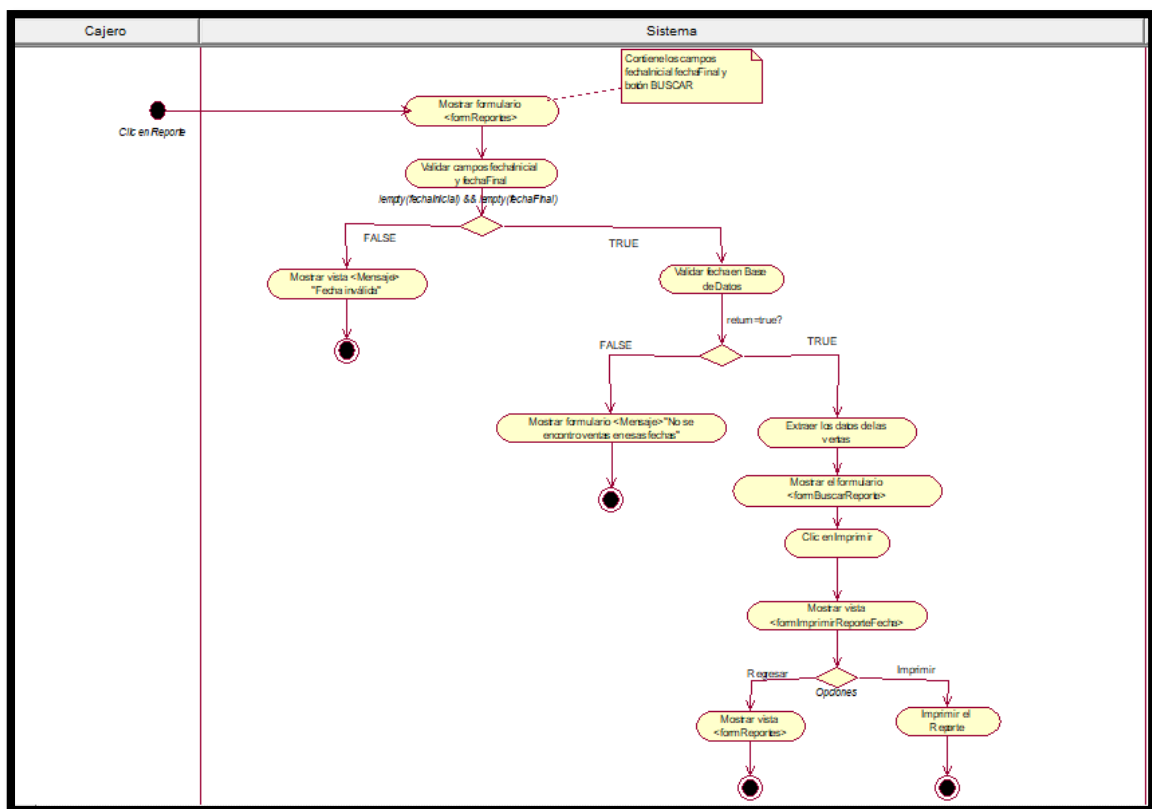 Cajero
Sistema
Contiene los campos
fechaInicial fechaFinal y
botón BUSCAR
Mostrar formulario
<formReportes>
Clic en Reporte
Validar campos fechaInicial
y fechaFinal
!empty(fechaInicial) && !empty(fechaFinal)
FALSE
TRUE
Mostrar vista <Mensaje>
"Fecha inválida"
Validar fecha en Base
de Datos
return=true?
FALSE
TRUE
Mostrar formulario <Mensaje>"No se
encontro ventas en esas fechas"
Extraer los datos de las
ventas
Mostrar el formulario
<formBuscarReporte>
Clic en Imprimir
Mostrar vista
<formImprimirReporteFecha>
Regresar
Imprimir
Opciones
Mostrar vista
<formReportes>
Imprimir el
Reporte